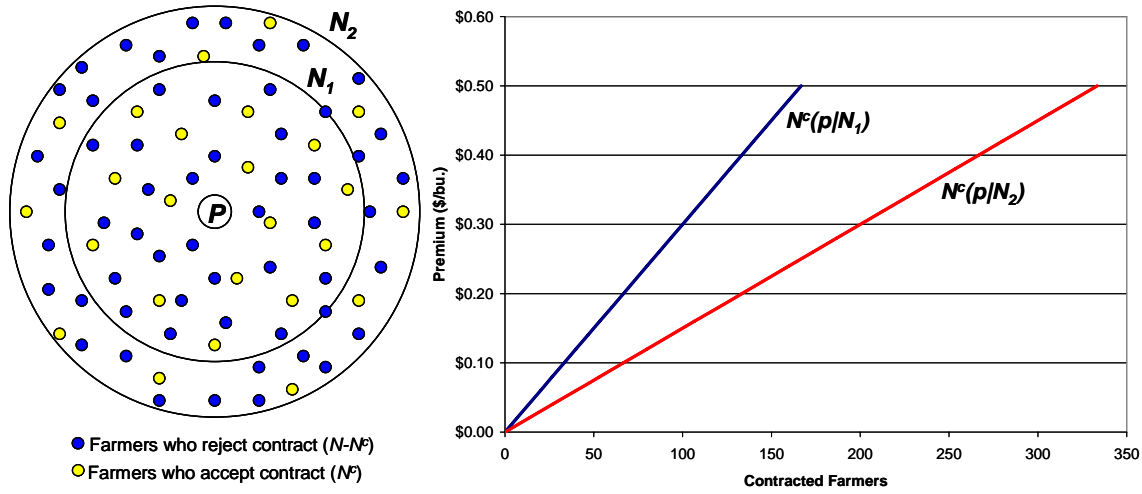 N2
N1
P
Farmers who reject contract (N-Nc)
Farmers who accept contract (Nc)
$0.60
$0.50
$0.40
$0.30
$0.20
$0.10
$0.00
Premium ($/bu.)
Nc(p|N1)
Nc(p|N2)
0 50 100 150 200 250 300 350
Contracted Farmers